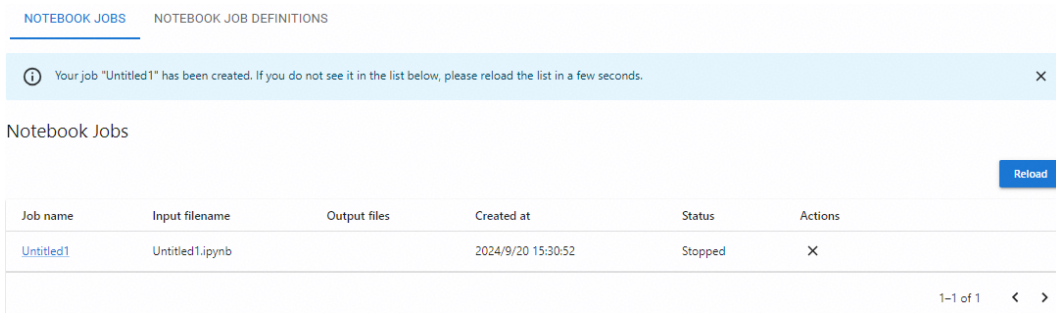 NOTEBOOK JOBS NOTEBOOK JOB DEFINITIONS
Your job "Untitled1" has been created. If you do not see it in the list below, please reload the list in a few seconds.
Notebook Jobs
Reload
Job name Input filename Output files Created at Status Actions
Untitled1 Untitled1.ipynb 2024/9/20 15:30:52 Stopped
1–1 of 1